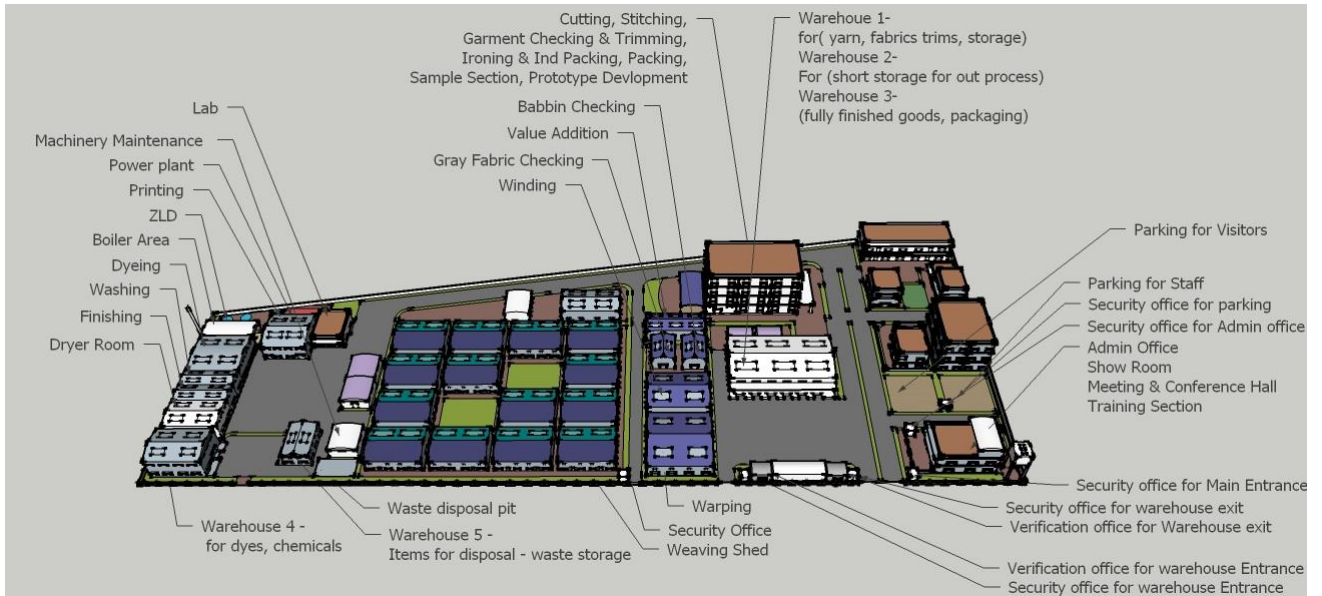 Cutting, Stitching,
Garment Checking & Trimming,
Ironing & Ind Packing, Packing,
Sample Section, Prototype Devlopment
Warehoue 1-
for( yarn, fabrics trims, storage)
Warehouse 2-
For (short storage for out process)
Warehouse 3-
(fully finished goods, packaging)
Babbin Checking
Value Addition
Gray Fabric Checking
Winding
Lab
Machinery Maintenance
Power plant
Printing
ZLD
Boiler Area
Dyeing
Washing
Finishing
Dryer Room
Parking for Visitors
Parking for Staff
Security office for parking
Security office for Admin office
Admin Office
Show Room
Meeting & Conference Hall
Training Section
Security office for Main Entrance
Security office for warehouse exit
Verification office for Warehouse exit
Verification office for warehouse Entrance
Security office for warehouse Entrance
Warping
Security Office
Weaving Shed
Waste disposal pit
Warehouse 5 -
Items for disposal - waste storage
Warehouse 4 -
for dyes, chemicals